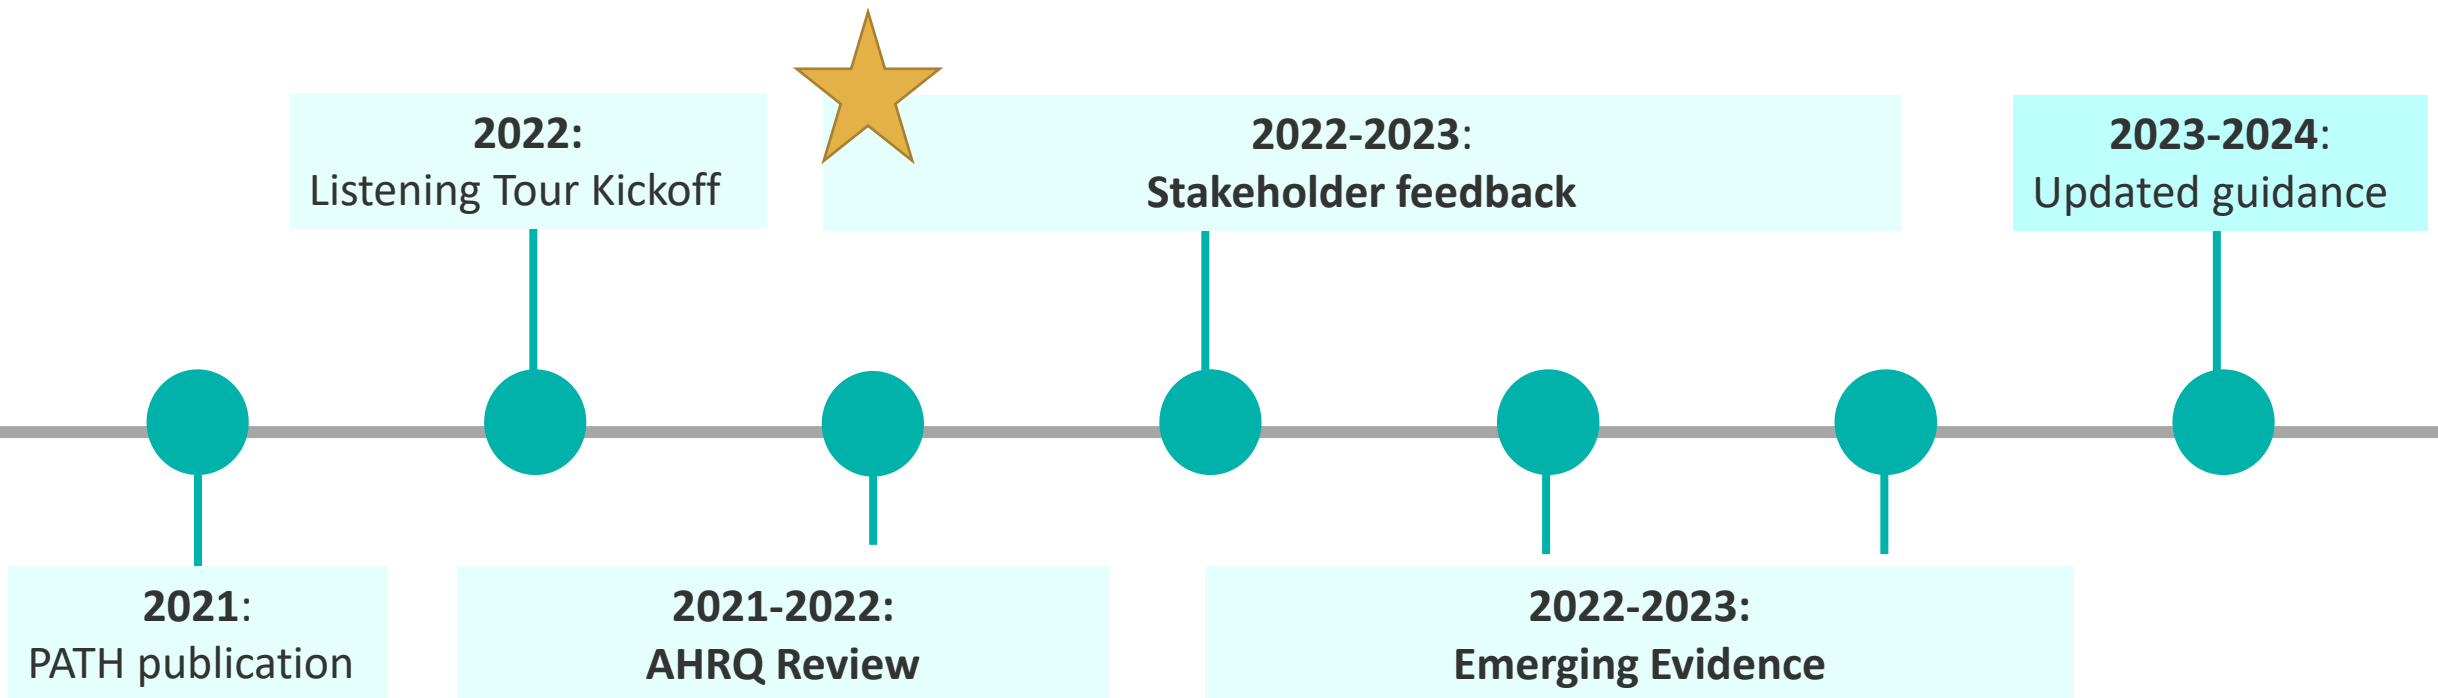 2022:
Listening Tour Kickoff
2022-2023:
Stakeholder feedback
2023-2024:
Updated guidance
2021:
PATH publication
2021-2022:
AHRQ Review
2022-2023:
Emerging Evidence